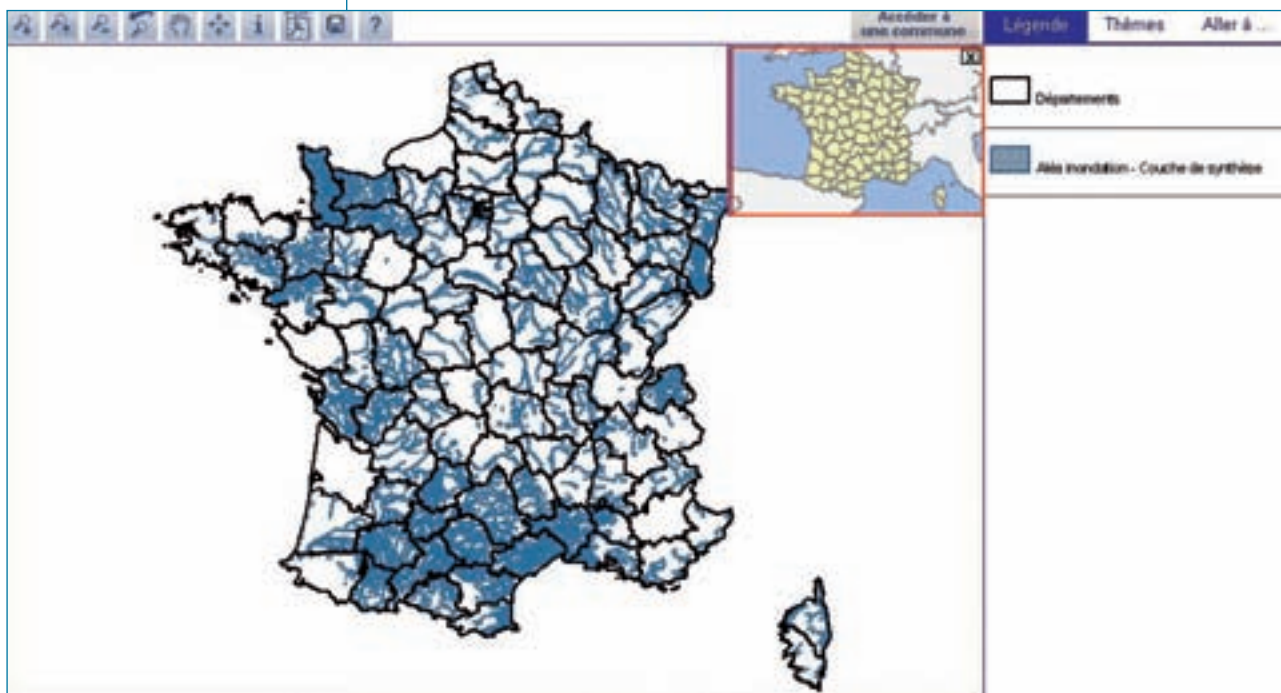 i
?
Accéder à
une commune
Légende
Thèmes
Aller à ...
X
Départements
Aléa inondation - Couche de synthèse